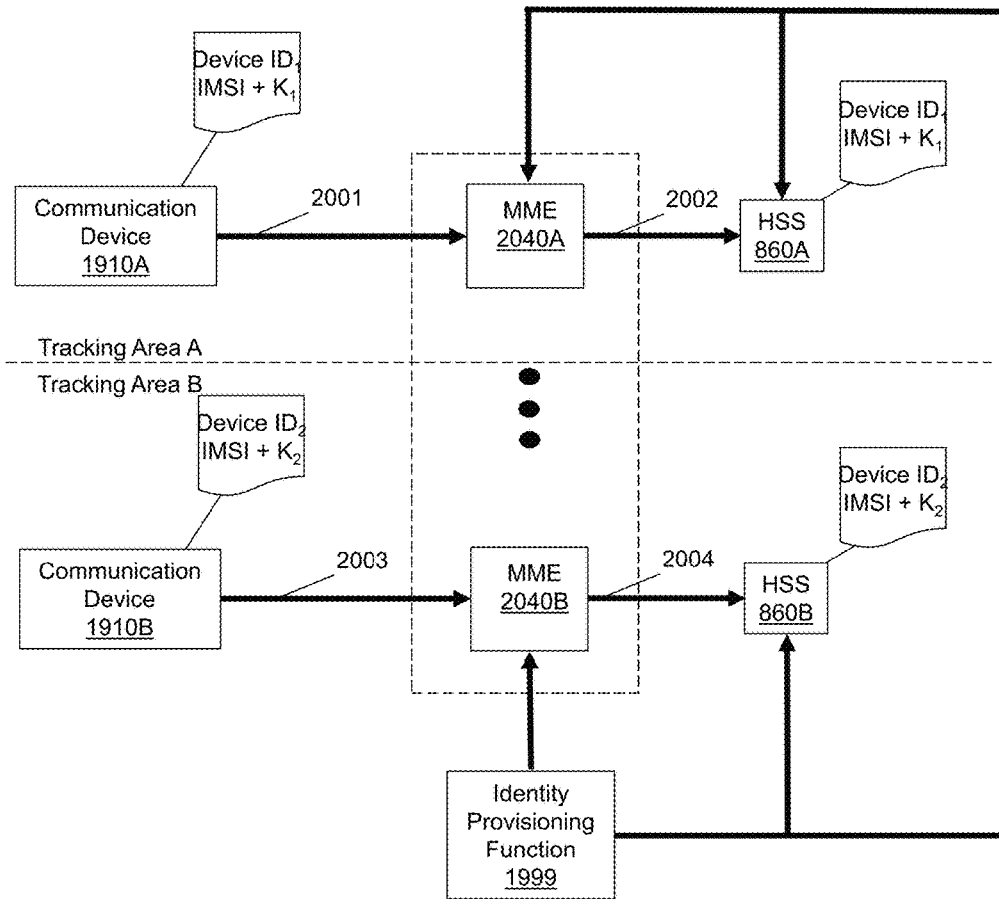 Device ID1
IMSI + K1
Device ID1
IMSI + K1
Communication
Device
1910A
2001
MME
2040A
2002
HSS
860A
Tracking Area A
Tracking Area B
Device ID2
IMSI + K2
Device ID2
IMSI + K2
Communication
Device
1910B
2003
MME
2040B
2004
HSS
860B
Identity
Provisioning
Function
1999